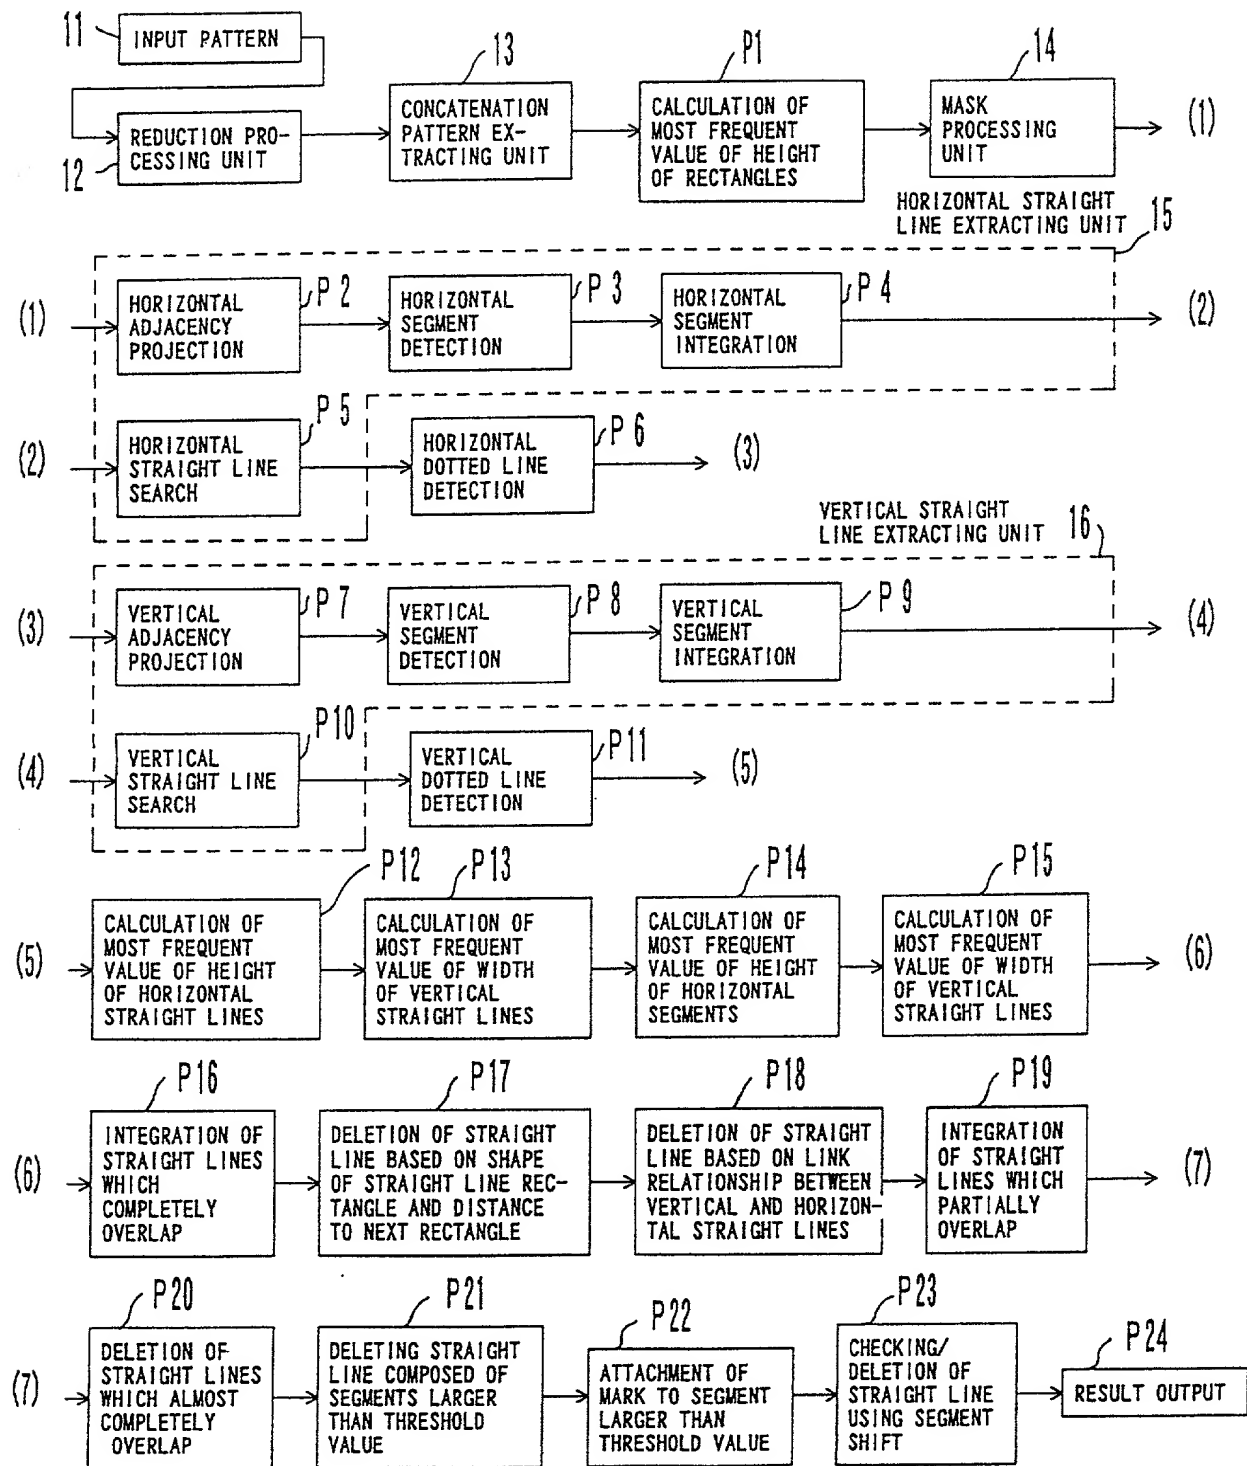 11
INPUT PATTERN
12
REDUCTION PRO-
CESSING UNIT
13
CONCATENATION
PATTERN EX-
TRACTING UNIT
P1
CALCULATION OF
MOST FREQUENT
VALUE OF HEIGHT
OF RECTANGLES
14
MASK
PROCESSING
UNIT
(1)
HORIZONTAL STRAIGHT
LINE EXTRACTING UNIT
15
(1)
HORIZONTAL
ADJACENCY
PROJECTION
P2
HORIZONTAL
SEGMENT
DETECTION
P3
HORIZONTAL
SEGMENT
INTEGRATION
P4
(2)
(2)
HORIZONTAL
STRAIGHT LINE
SEARCH
P5
HORIZONTAL
DOTTED LINE
DETECTION
P6
(3)
VERTICAL STRAIGHT
LINE EXTRACTING UNIT
16
(3)
VERTICAL
ADJACENCY
PROJECTION
P7
VERTICAL
SEGMENT
DETECTION
P8
VERTICAL
SEGMENT
INTEGRATION
P9
(4)
(4)
VERTICAL
STRAIGHT LINE
SEARCH
P10
VERTICAL
DOTTED LINE
DETECTION
P11
(5)
(5)
P12
CALCULATION OF
MOST FREQUENT
VALUE OF HEIGHT
OF HORIZONTAL
STRAIGHT LINES
P13
CALCULATION OF
MOST FREQUENT
VALUE OF WIDTH
OF VERTICAL
STRAIGHT LINES
P14
CALCULATION OF
MOST FREQUENT
VALUE OF HEIGHT
OF HORIZONTAL
SEGMENTS
P15
CALCULATION OF
MOST FREQUENT
VALUE OF WIDTH
OF VERTICAL
STRAIGHT LINES
(6)
(6)
P16
INTEGRATION OF
STRAIGHT LINES
WHICH
COMPLETELY
OVERLAP
P17
DELETION OF STRAIGHT
LINE BASED ON SHAPE
OF STRAIGHT LINE REC-
TANGLE AND DISTANCE
TO NEXT RECTANGLE
P18
DELETION OF STRAIGHT
LINE BASED ON LINK
RELATIONSHIP BETWEEN
VERTICAL AND HORIZON-
TAL STRAIGHT LINES
P19
INTEGRATION
OF STRAIGHT
LINES WHICH
PARTIALLY
OVERLAP
(7)
(7)
P20
DELETION OF
STRAIGHT LINES
WHICH ALMOST
COMPLETELY
OVERLAP
P21
DELETING STRAIGHT
LINE COMPOSED OF
SEGMENTS LARGER
THAN THRESHOLD
VALUE
P22
ATTACHMENT OF
MARK TO SEGMENT
LARGER THAN
THRESHOLD VALUE
P23
CHECKING/
DELETION OF
STRAIGHT LINE
USING SEGMENT
SHIFT
P24
RESULT OUTPUT